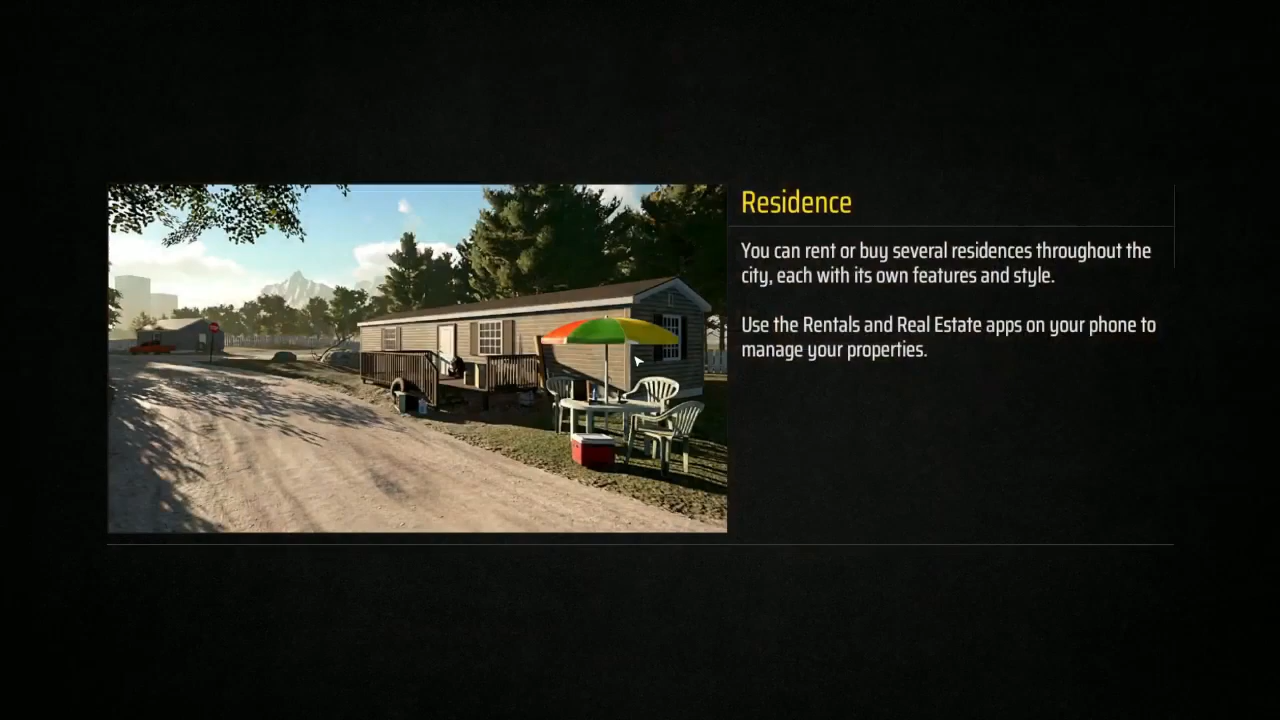 Residence
You can rent or buy several residences throughout the
city, each with its own features and style.
Use the Rentals and Real Estate apps on your phone to
manage your properties.